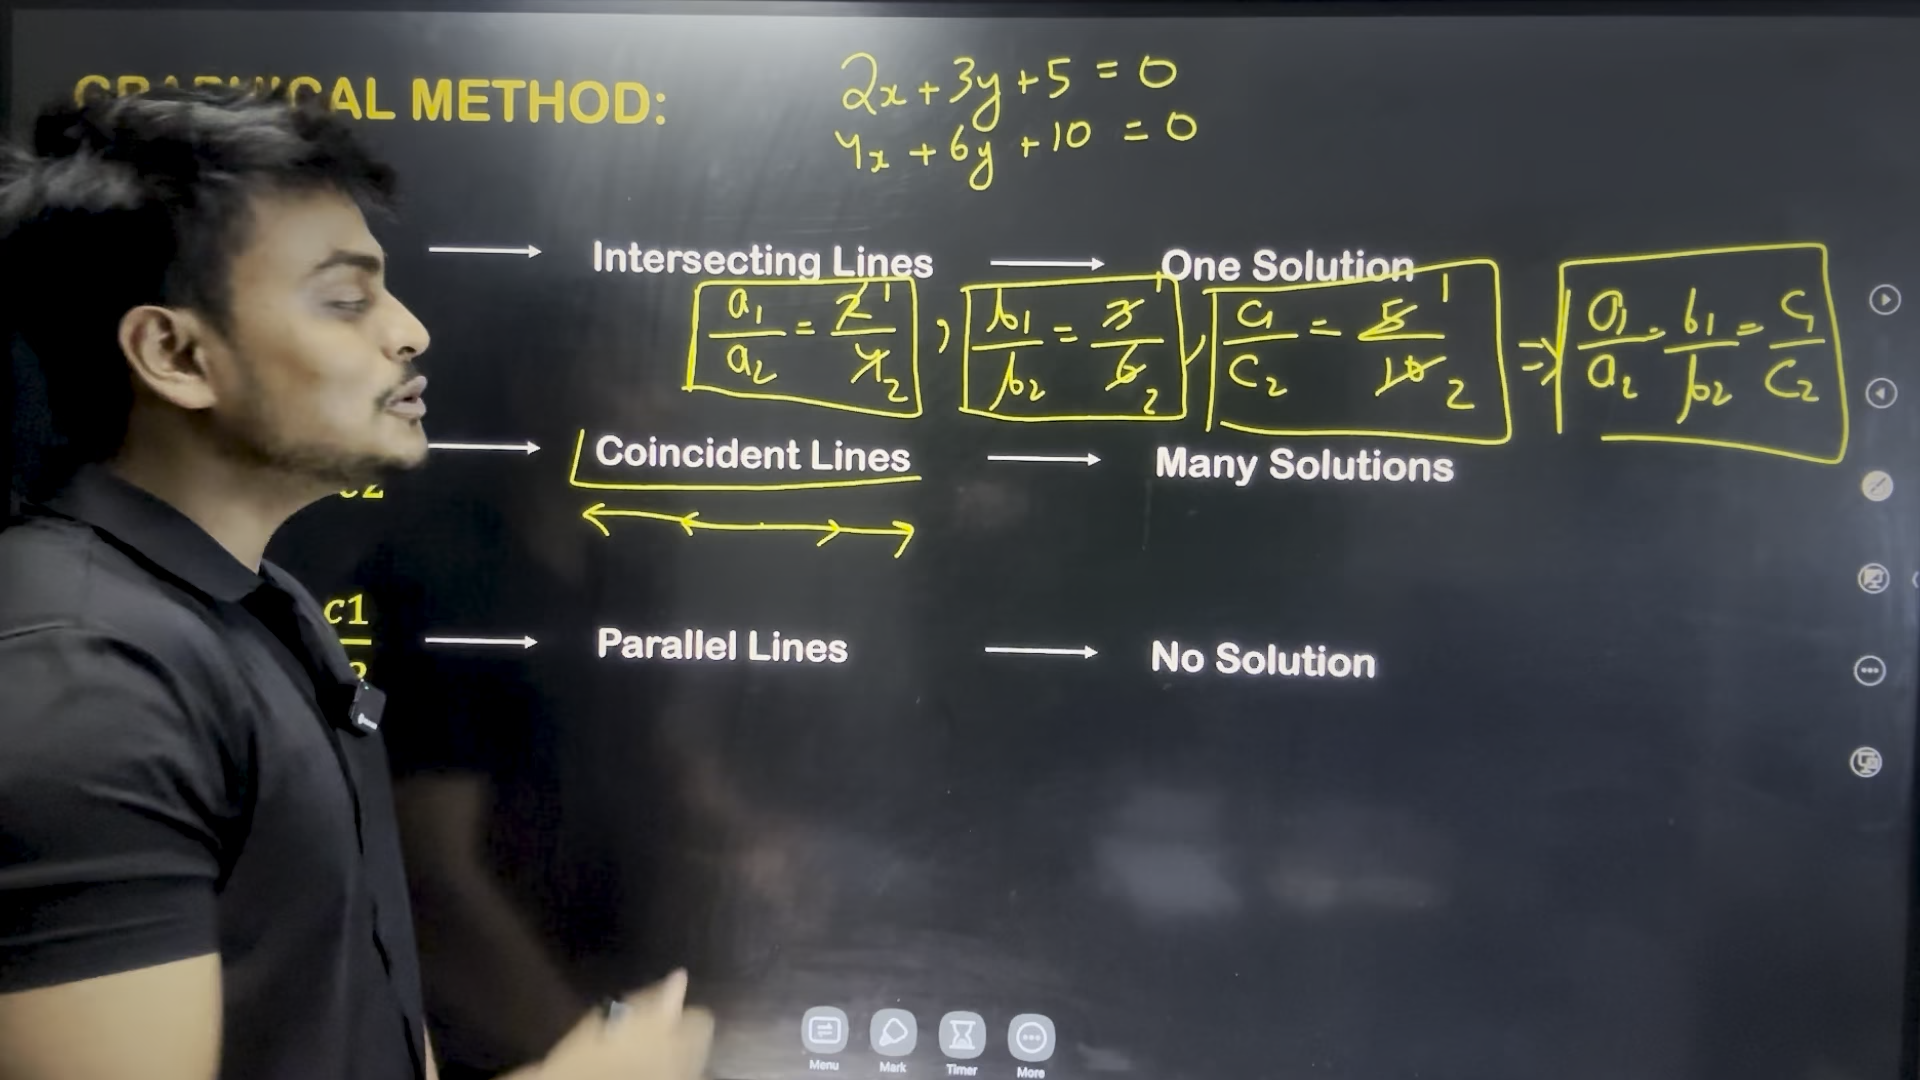 GRAPHICAL METHOD:
2x + 3y + 5 = 0
4x + 6y + 10 = 0
Intersecting Lines
One Solution
a1/a2 = 2/4 1/2 , b1/b2 = 3/6 1/2 , c1/c2 = 5/10 1/2 ⇒ a1/a2 = b1/b2 = c1/c2
Coincident Lines
Many Solutions
c2
c1
Parallel Lines
No Solution
Menu Mark Timer More